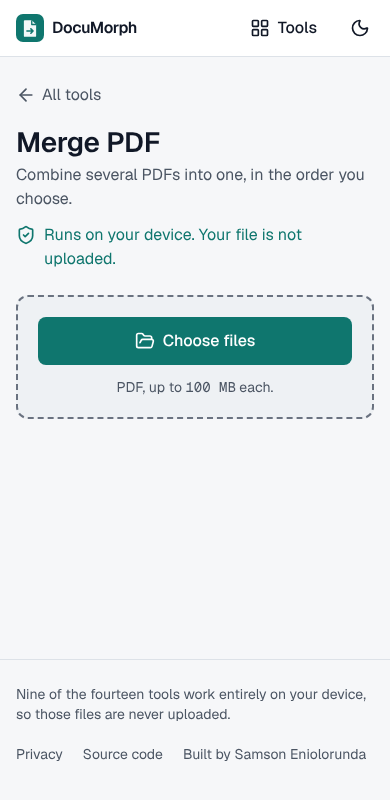 DocuMorph
Tools
All tools
Merge PDF
Combine several PDFs into one, in the order you
choose.
Runs on your device. Your file is not
uploaded.
Choose files
PDF, up to 100 MB each.
Nine of the fourteen tools work entirely on your device,
so those files are never uploaded.
Privacy Source code Built by Samson Eniolorunda